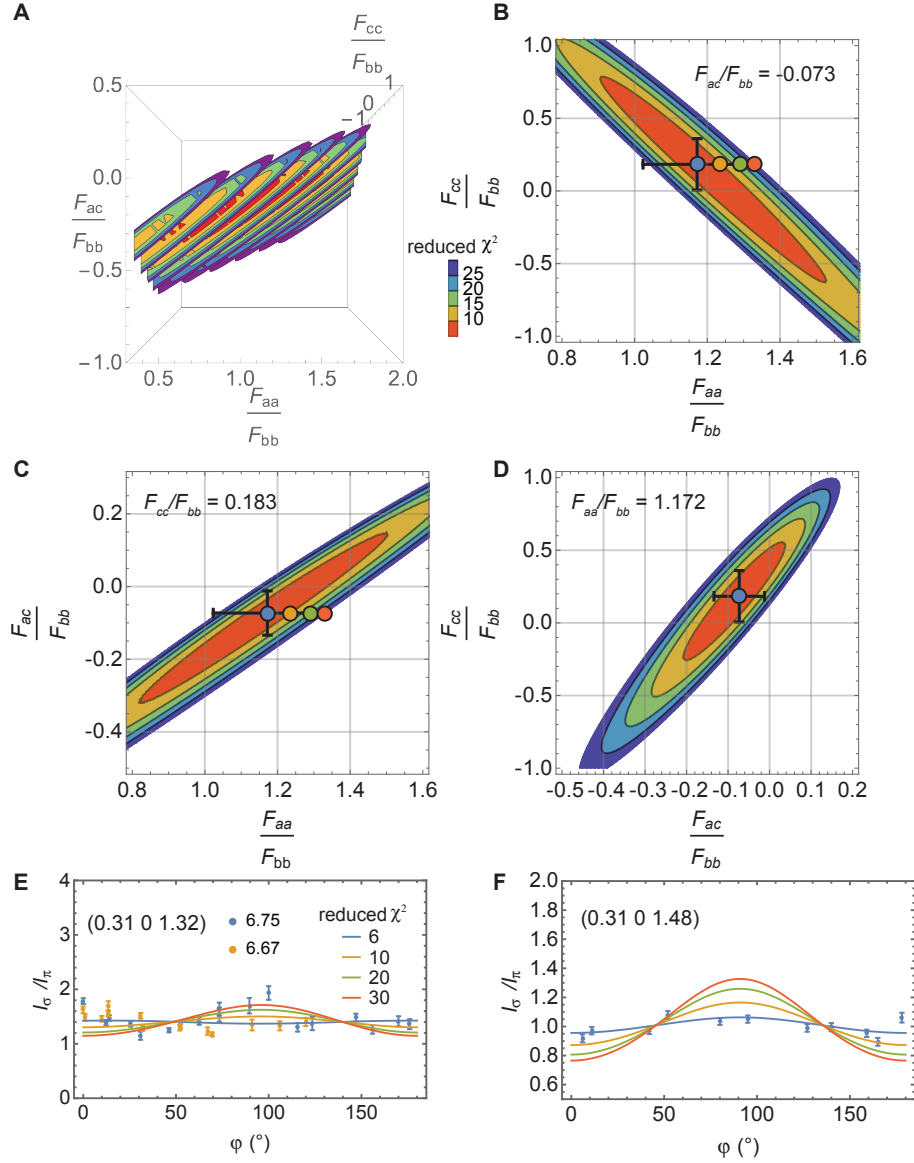 A
F_cc
F_bb
1
0
−1
0.5
0.0
−0.5
−1.0
F_ac
F_bb
0.5
1.0
1.5
2.0
F_aa
F_bb
reduced χ²
25
20
15
10
B
F_ac/F_bb = -0.073
1.0
0.5
0.0
-0.5
-1.0
F_cc
F_bb
0.8
1.0
1.2
1.4
1.6
F_aa
F_bb
C
F_cc/F_bb = 0.183
0.2
0.0
-0.2
-0.4
F_ac
F_bb
0.8
1.0
1.2
1.4
1.6
F_aa
F_bb
D
F_aa/F_bb = 1.172
1.0
0.5
0.0
-0.5
-1.0
F_cc
F_bb
-0.5
-0.4
-0.3
-0.2
-0.1
0.0
0.1
0.2
F_ac
F_bb
E
(0.31 0 1.32)
6.75
6.67
reduced χ²
6
10
20
30
4
3
2
1
0
I_σ /I_π
0
50
100
150
φ (°)
F
(0.31 0 1.48)
2.0
1.8
1.6
1.4
1.2
1.0
0.8
0.6
I_σ /I_π
0
50
100
150
φ (°)